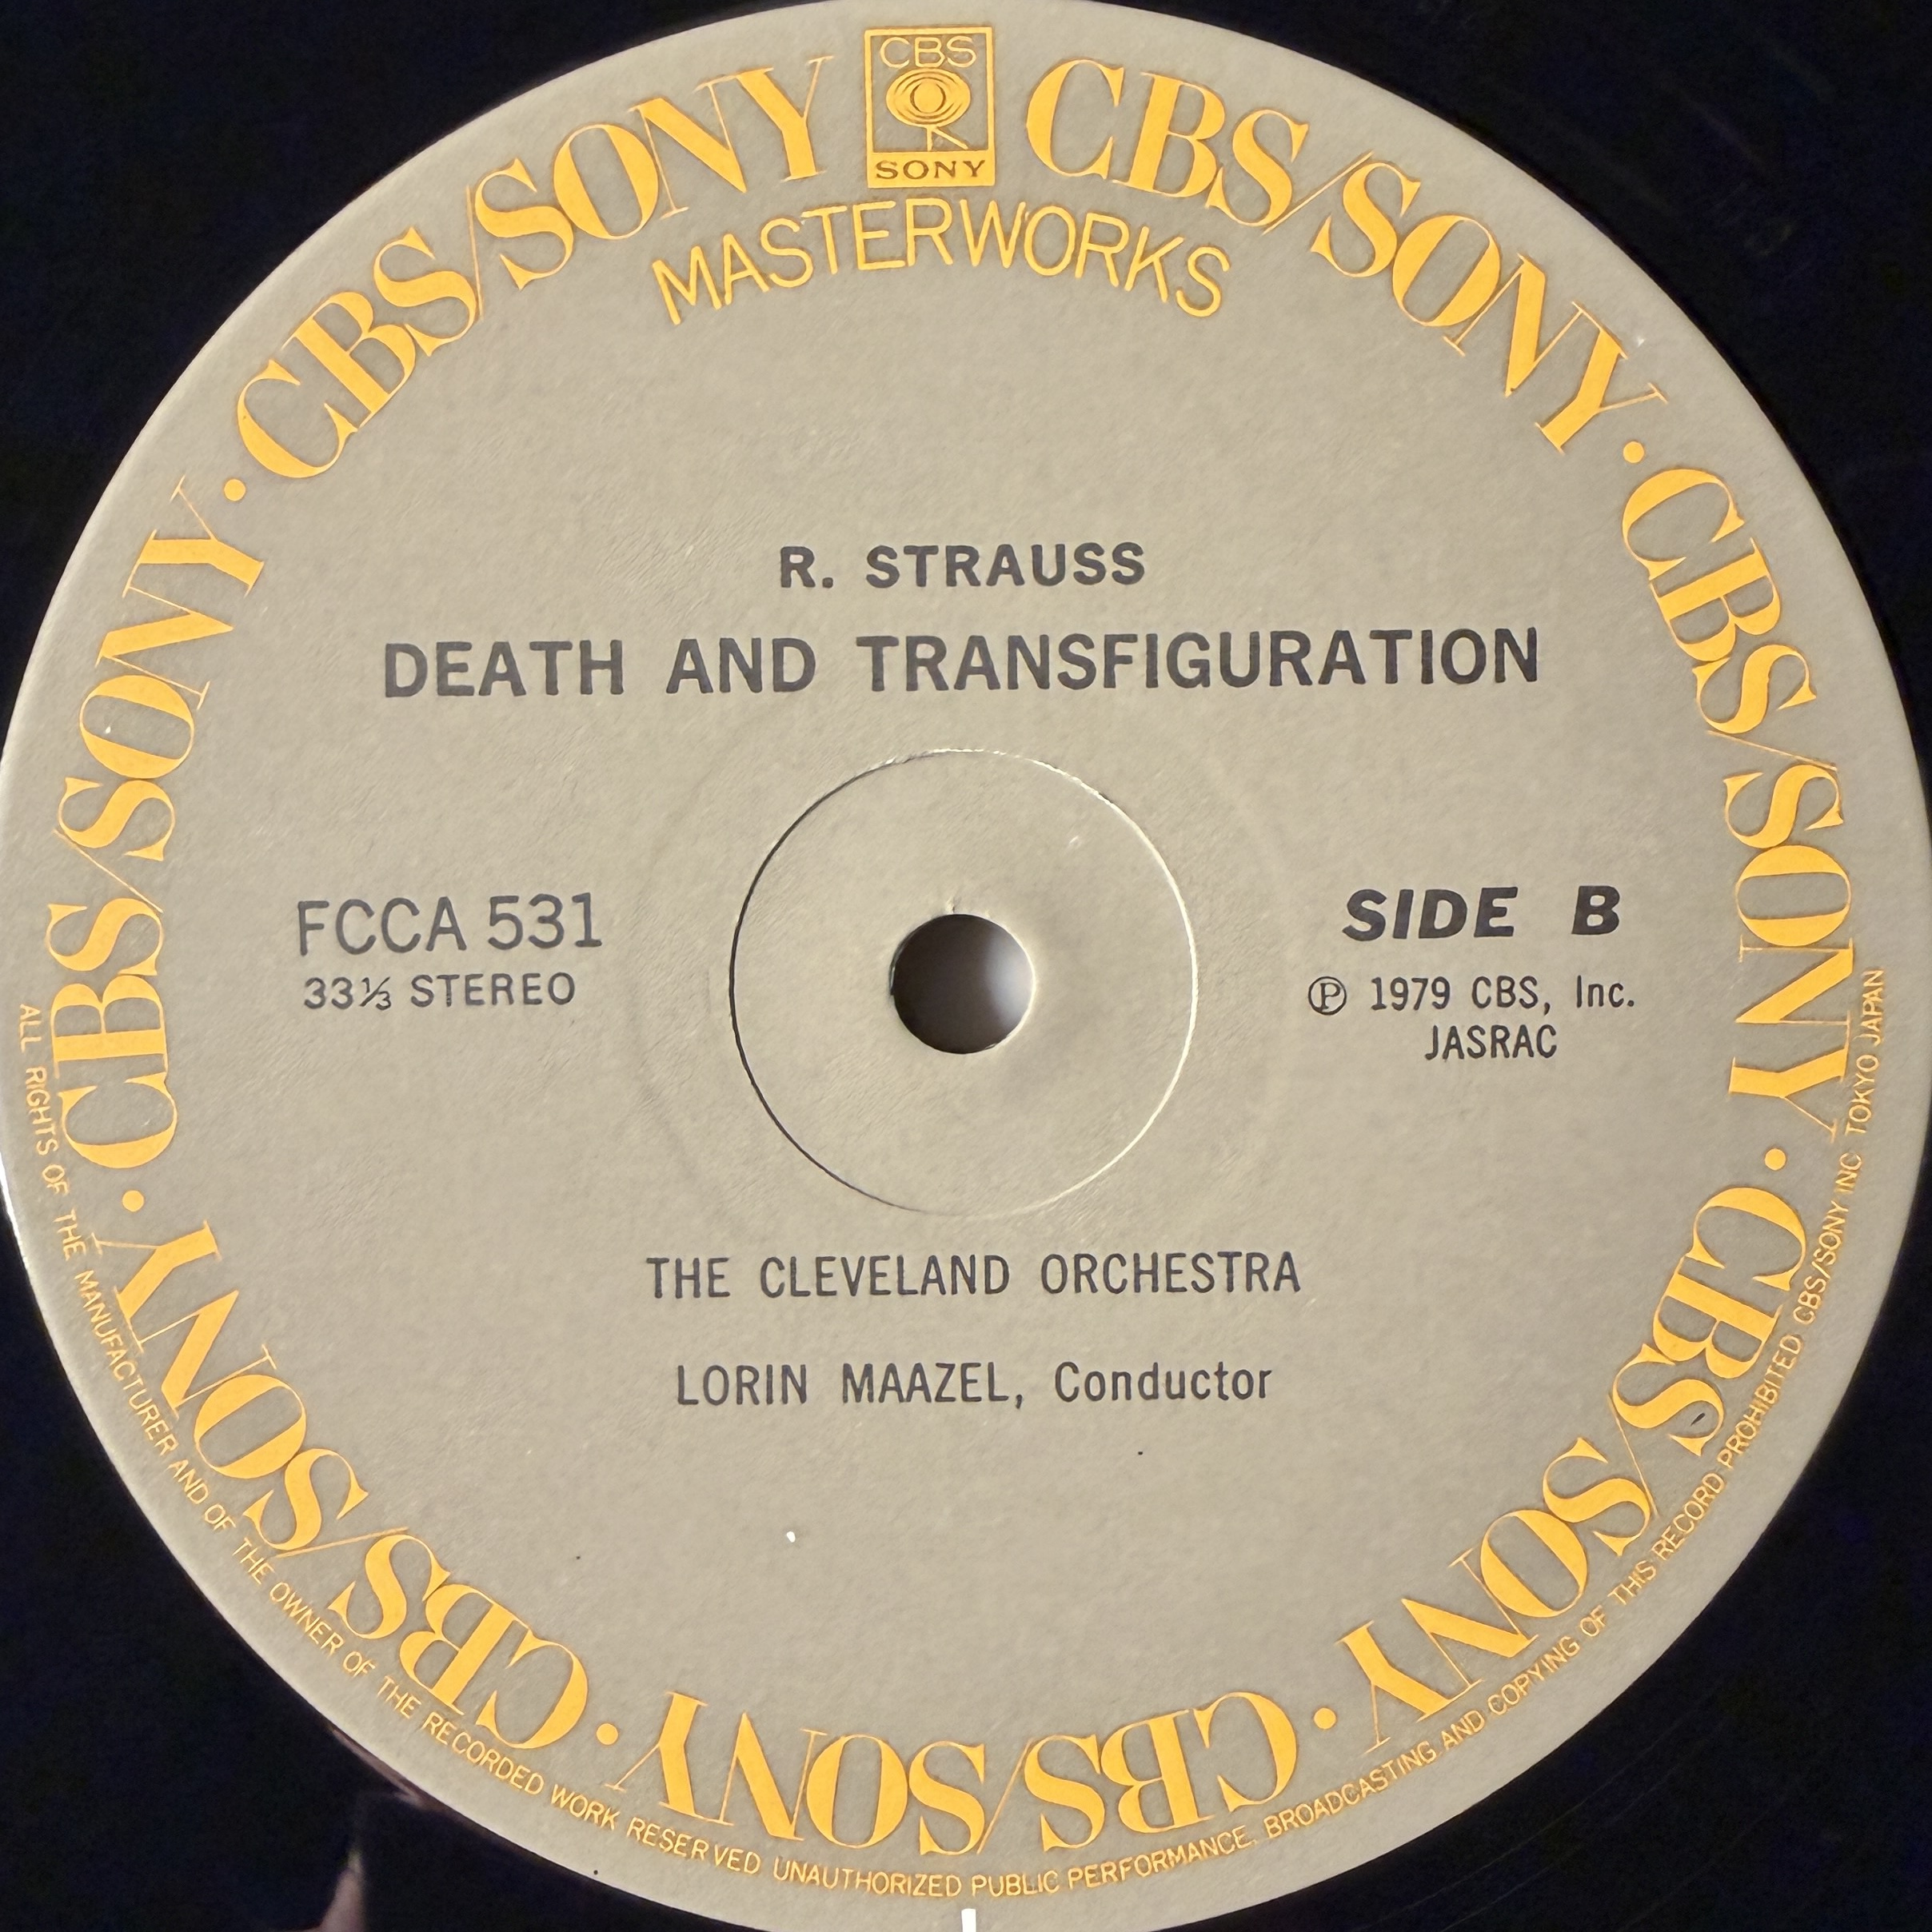 CBS
SONY
CBS/SONY · CBS/SONY · CBS/SONY · CBS/SONY · CBS/SONY · CBS/SONY · CBS/SONY · CBS/SONY
MASTERWORKS
R. STRAUSS
DEATH AND TRANSFIGURATION
FCCA 531
33⅓ STEREO
SIDE B
Ⓟ 1979 CBS, Inc.
JASRAC
THE CLEVELAND ORCHESTRA
LORIN MAAZEL, Conductor
ALL RIGHTS OF THE MANUFACTURER AND OF THE OWNER OF THE RECORDED WORK RESERVED UNAUTHORIZED PUBLIC PERFORMANCE, BROADCASTING AND COPYING OF THIS RECORD PROHIBITED CBS/SONY INC TOKYO JAPAN